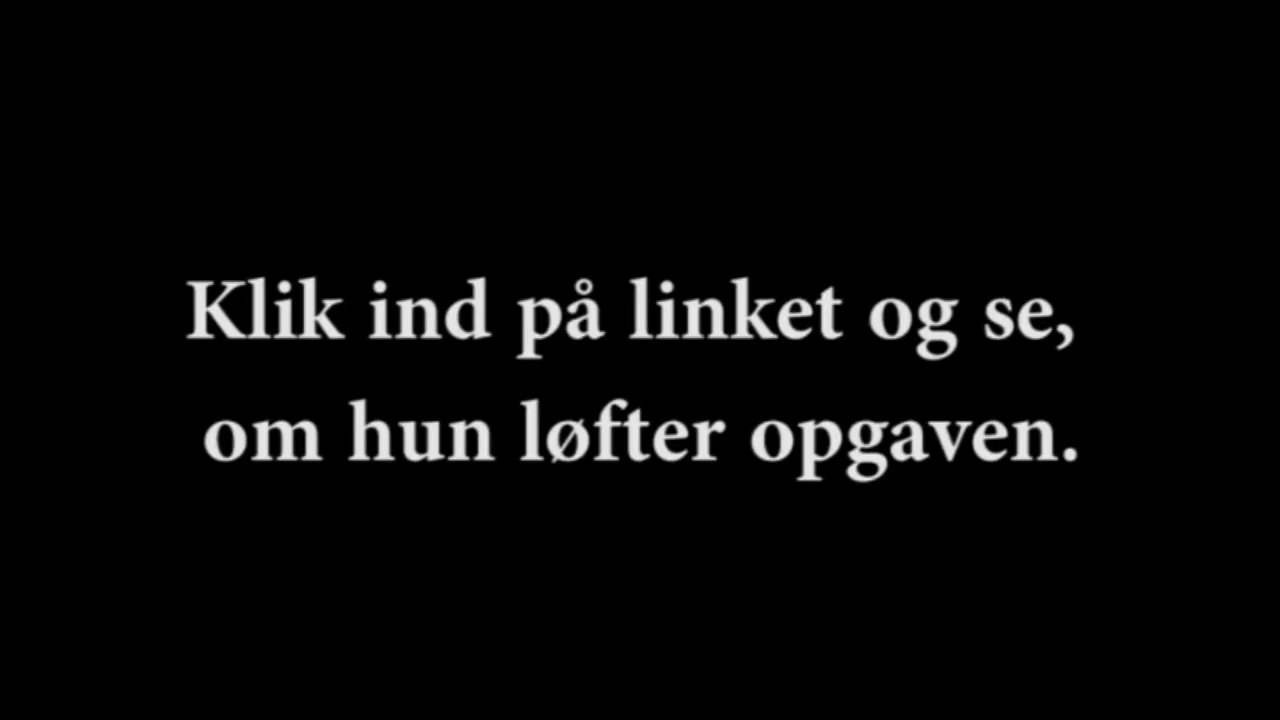 Klik ind på linket og se,
om hun løfter opgaven.